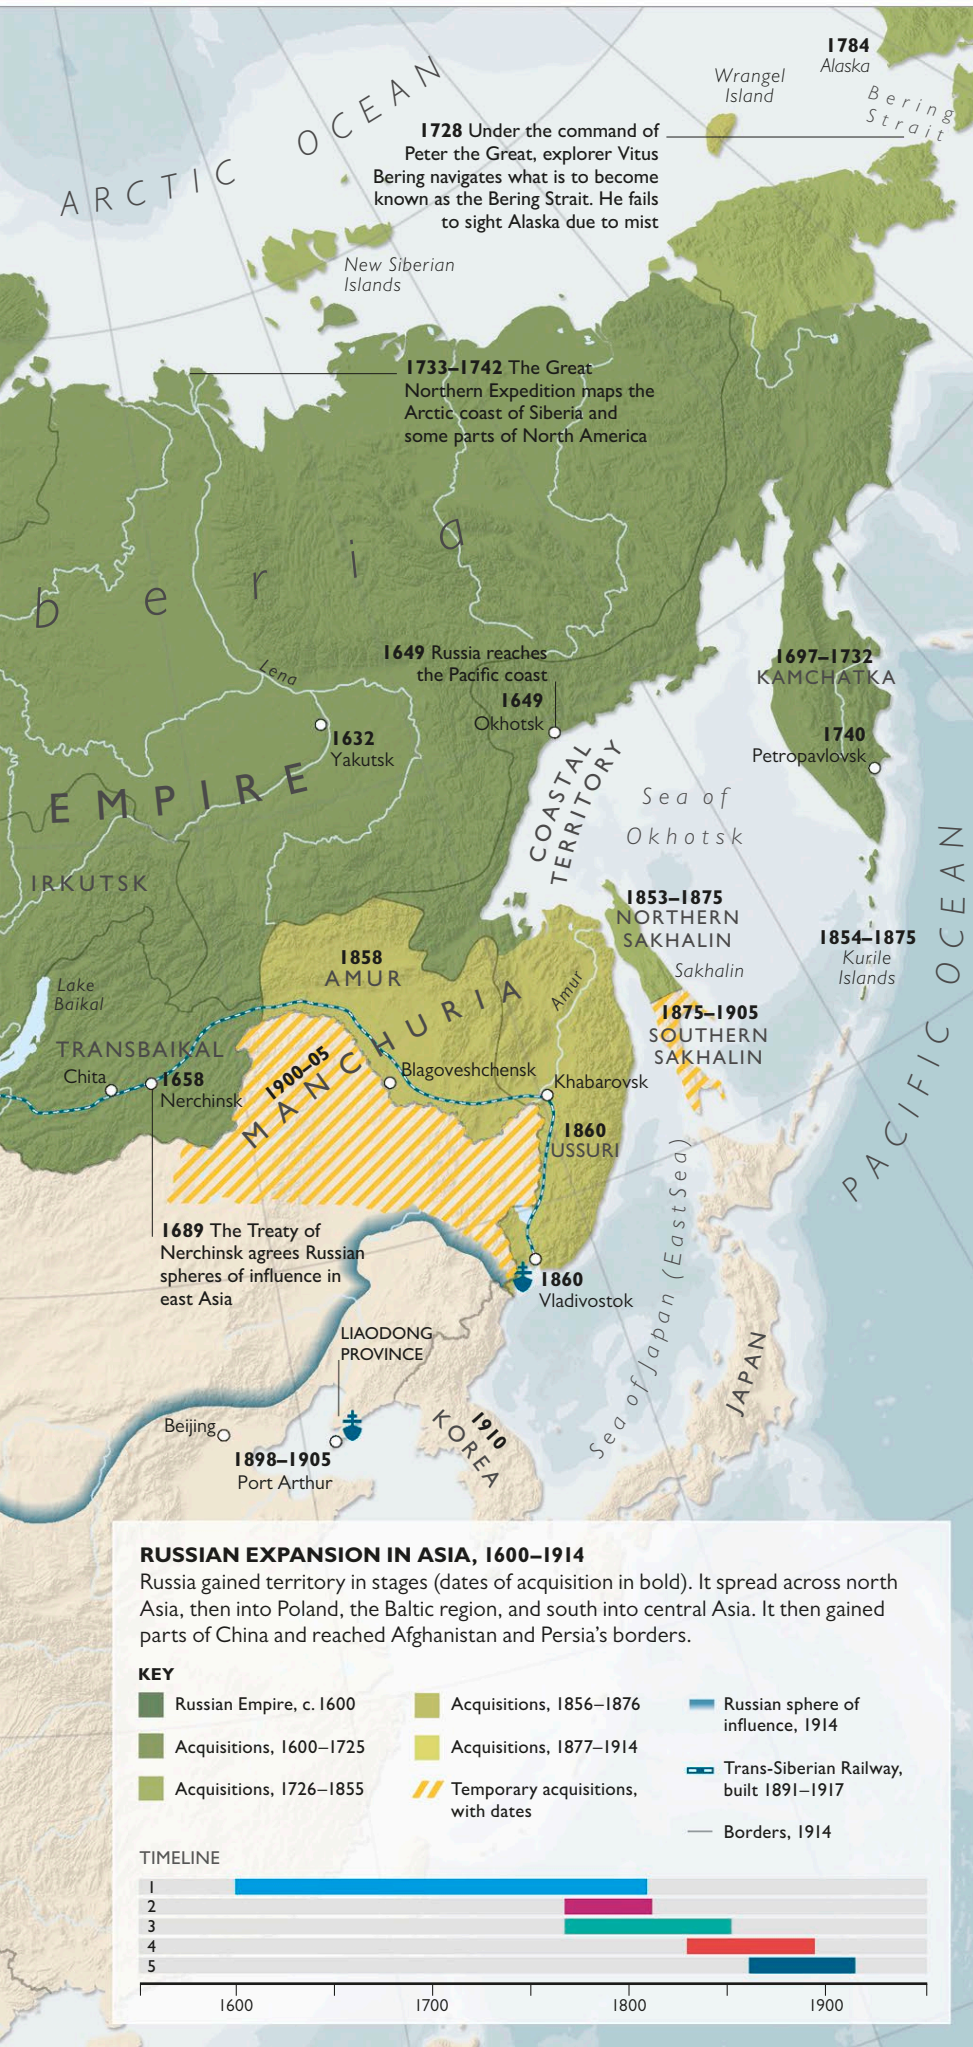 1784
Alaska
Wrangel
Island
Bering
Strait
ARCTIC OCEAN
1728 Under the command of
Peter the Great, explorer Vitus
Bering navigates what is to become
known as the Bering Strait. He fails
to sight Alaska due to mist
New Siberian
Islands
1733–1742 The Great
Northern Expedition maps the
Arctic coast of Siberia and
some parts of North America
beria
1649 Russia reaches
the Pacific coast
Lena
1649
Okhotsk
1697–1732
KAMCHATKA
1632
Yakutsk
1740
Petropavlovsk
EMPIRE
COASTAL
TERRITORY
Sea of
Okhotsk
IRKUTSK
1853–1875
NORTHERN
SAKHALIN
1854–1875
Kurile
Islands
PACIFIC OCEAN
1858
AMUR
Sakhalin
Lake
Baikal
Amur
1875–1905
SOUTHERN
SAKHALIN
MANCHURIA
TRANSBAIKAL
1900–05
Chita
1658
Nerchinsk
Blagoveshchensk
Khabarovsk
1860
USSURI
Sea of Japan (East Sea)
1689 The Treaty of
Nerchinsk agrees Russian
spheres of influence in
east Asia
1860
Vladivostok
LIAODONG
PROVINCE
JAPAN
Beijing
1910
KOREA
1898–1905
Port Arthur
RUSSIAN EXPANSION IN ASIA, 1600–1914
Russia gained territory in stages (dates of acquisition in bold). It spread across north
Asia, then into Poland, the Baltic region, and south into central Asia. It then gained
parts of China and reached Afghanistan and Persia's borders.
KEY
Russian Empire, c. 1600
Acquisitions, 1600–1725
Acquisitions, 1726–1855
Acquisitions, 1856–1876
Acquisitions, 1877–1914
Temporary acquisitions,
with dates
Russian sphere of
influence, 1914
Trans-Siberian Railway,
built 1891–1917
Borders, 1914
TIMELINE
1
2
3
4
5
1600 1700 1800 1900